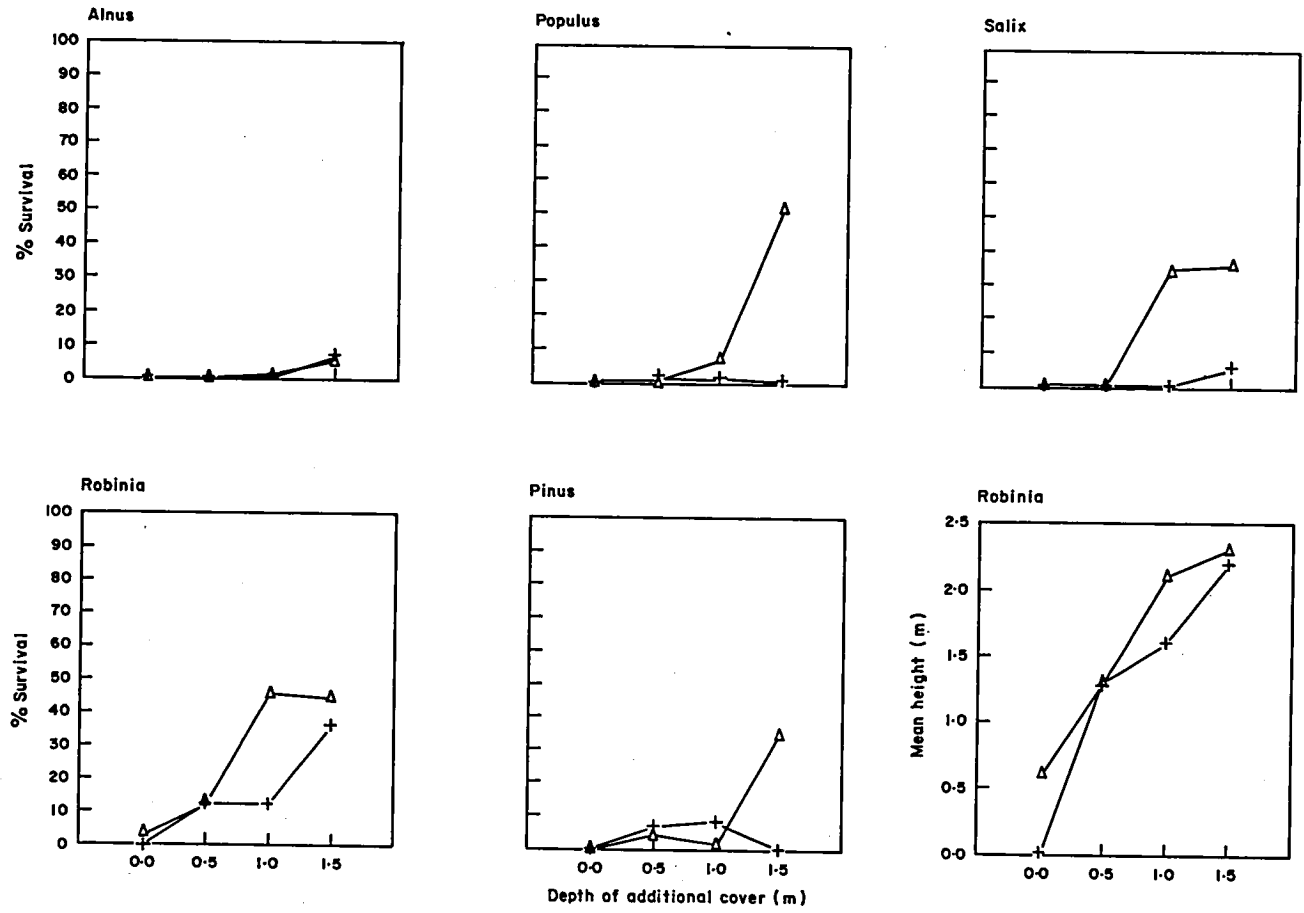 Alnus
100
90
80
70
60
50
40
30
20
10
0
% Survival
Populus
Salix
Robinia
100
90
80
70
60
50
40
30
20
10
0
% Survival
0·0 0·5 1·0 1·5
Pinus
0·0 0·5 1·0 1·5
Depth of additional cover (m)
Robinia
2·5
2·0
1·5
1·0
0·5
0·0
Mean height (m)
0·0 0·5 1·0 1·5